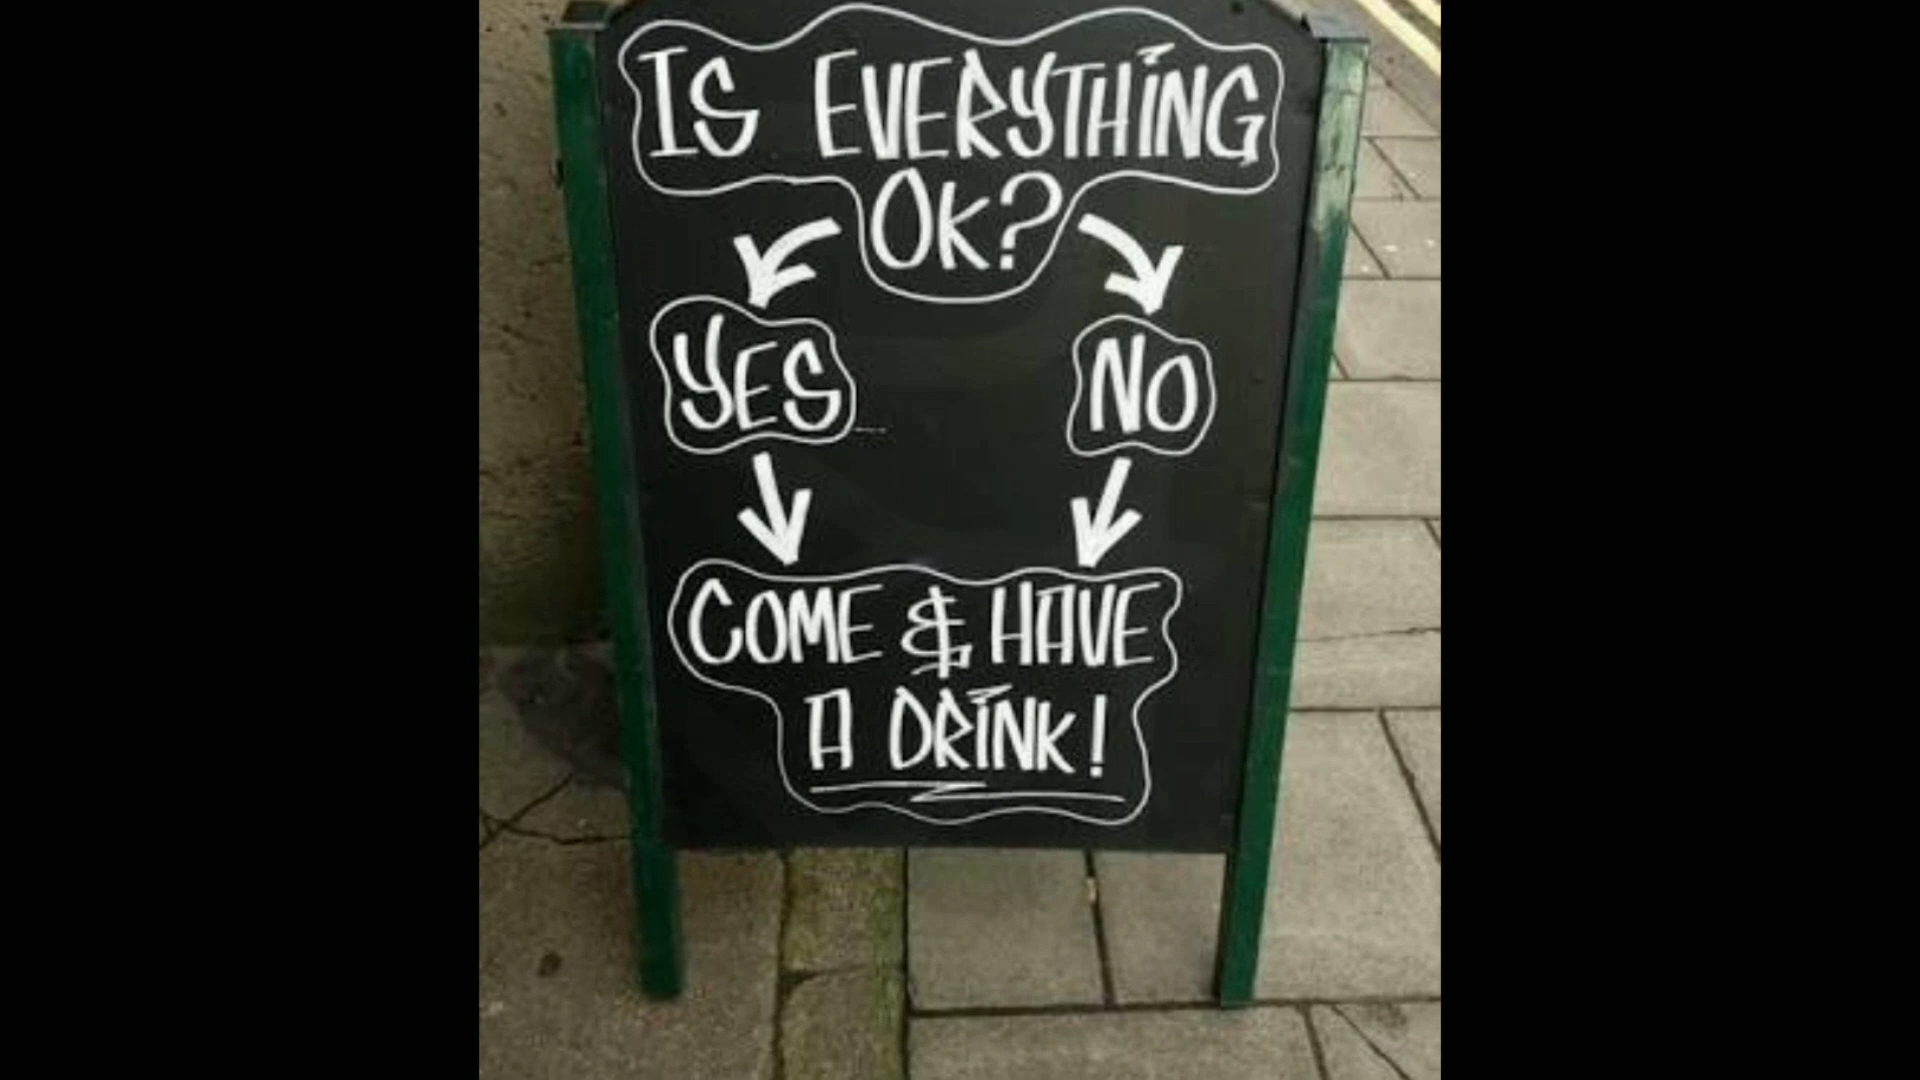 IS EVERYTHING
OK?
YES
NO
COME & HAVE
A DRINK!